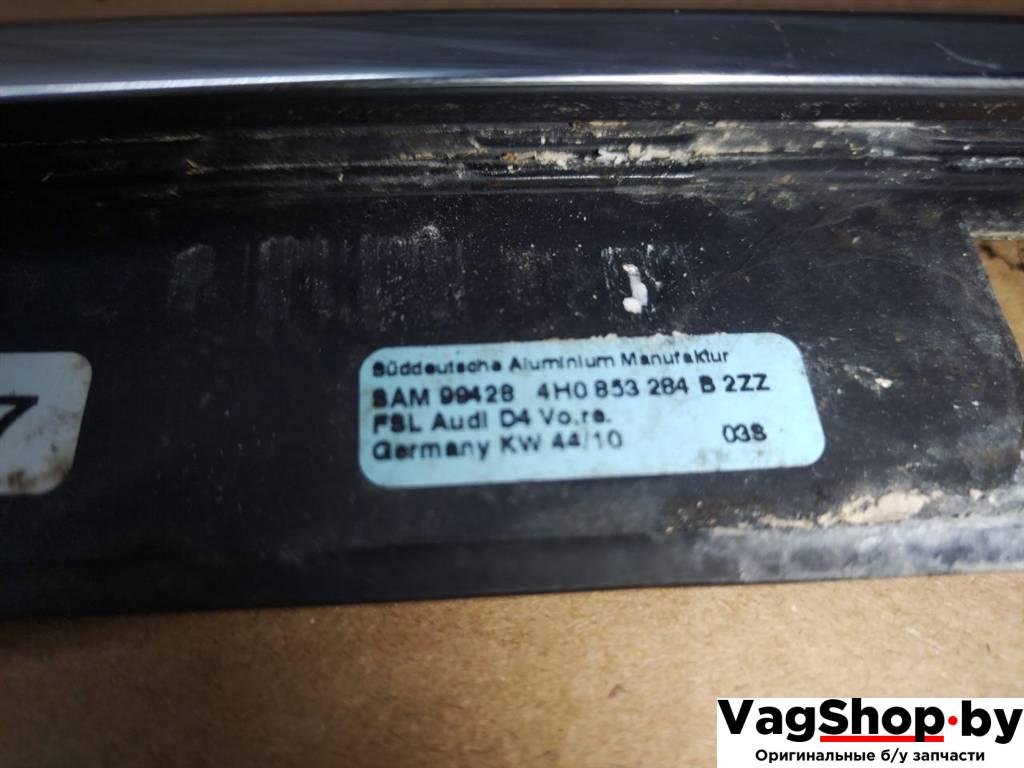 7
Süddeutsche Aluminium Manufaktur
SAM 99428 4H0 853 284 B 2ZZ
FSL Audi D4 Vo.re.
Germany KW 44/10 03S
VagShop.by
Оригинальные б/у запчасти